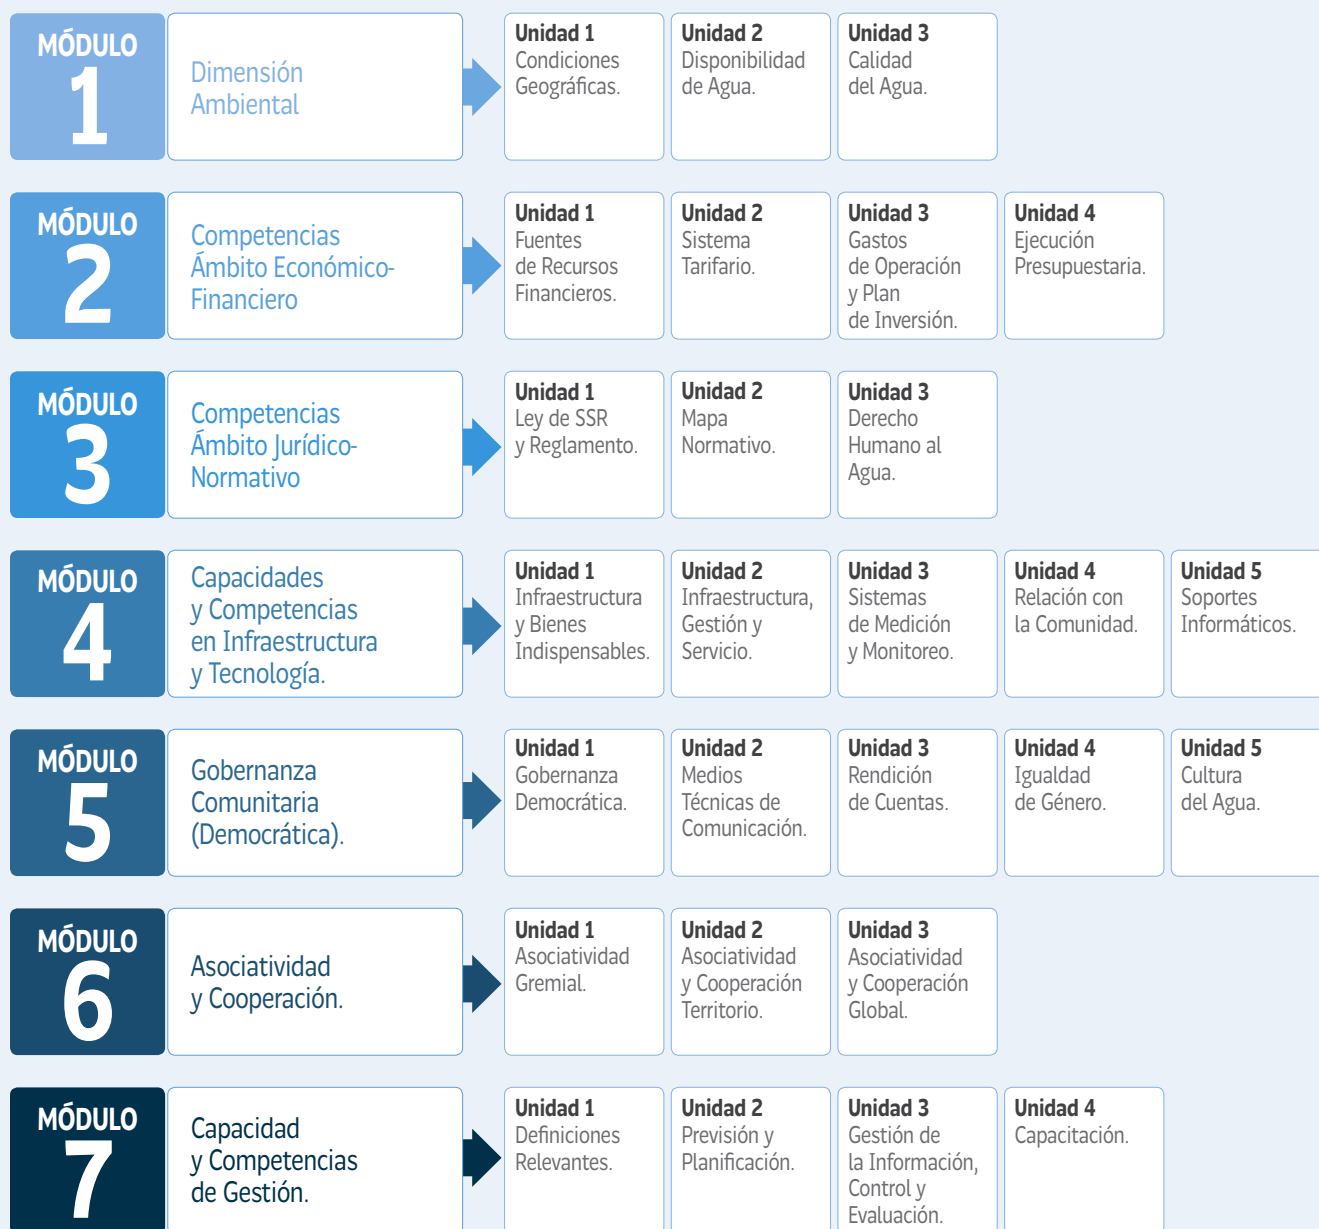 MÓDULO
1
Dimensión
Ambiental
Unidad 1
Condiciones
Geográficas.
Unidad 2
Disponibilidad
de Agua.
Unidad 3
Calidad
del Agua.
MÓDULO
2
Competencias
Ámbito Económico-
Financiero
Unidad 1
Fuentes
de Recursos
Financieros.
Unidad 2
Sistema
Tarifario.
Unidad 3
Gastos
de Operación
y Plan
de Inversión.
Unidad 4
Ejecución
Presupuestaria.
MÓDULO
3
Competencias
Ámbito Jurídico-
Normativo
Unidad 1
Ley de SSR
y Reglamento.
Unidad 2
Mapa
Normativo.
Unidad 3
Derecho
Humano al
Agua.
MÓDULO
4
Capacidades
y Competencias
en Infraestructura
y Tecnología.
Unidad 1
Infraestructura
y Bienes
Indispensables.
Unidad 2
Infraestructura,
Gestión y
Servicio.
Unidad 3
Sistemas
de Medición
y Monitoreo.
Unidad 4
Relación con
la Comunidad.
Unidad 5
Soportes
Informáticos.
MÓDULO
5
Gobernanza
Comunitaria
(Democrática).
Unidad 1
Gobernanza
Democrática.
Unidad 2
Medios
Técnicas de
Comunicación.
Unidad 3
Rendición
de Cuentas.
Unidad 4
Igualdad
de Género.
Unidad 5
Cultura
del Agua.
MÓDULO
6
Asociatividad
y Cooperación.
Unidad 1
Asociatividad
Gremial.
Unidad 2
Asociatividad
y Cooperación
Territorio.
Unidad 3
Asociatividad
y Cooperación
Global.
MÓDULO
7
Capacidad
y Competencias
de Gestión.
Unidad 1
Definiciones
Relevantes.
Unidad 2
Previsión y
Planificación.
Unidad 3
Gestión de
la Información,
Control y
Evaluación.
Unidad 4
Capacitación.